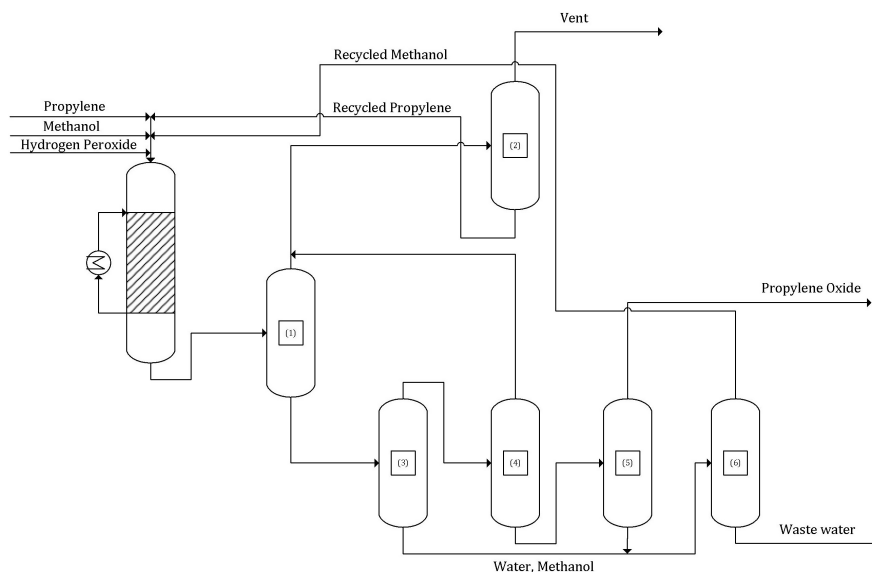 Vent
Recycled Methanol
Propylene
Recycled Propylene
Methanol
Hydrogen Peroxide
(2)
Propylene Oxide
(1)
(3)
(4)
(5)
(6)
Waste water
Water, Methanol